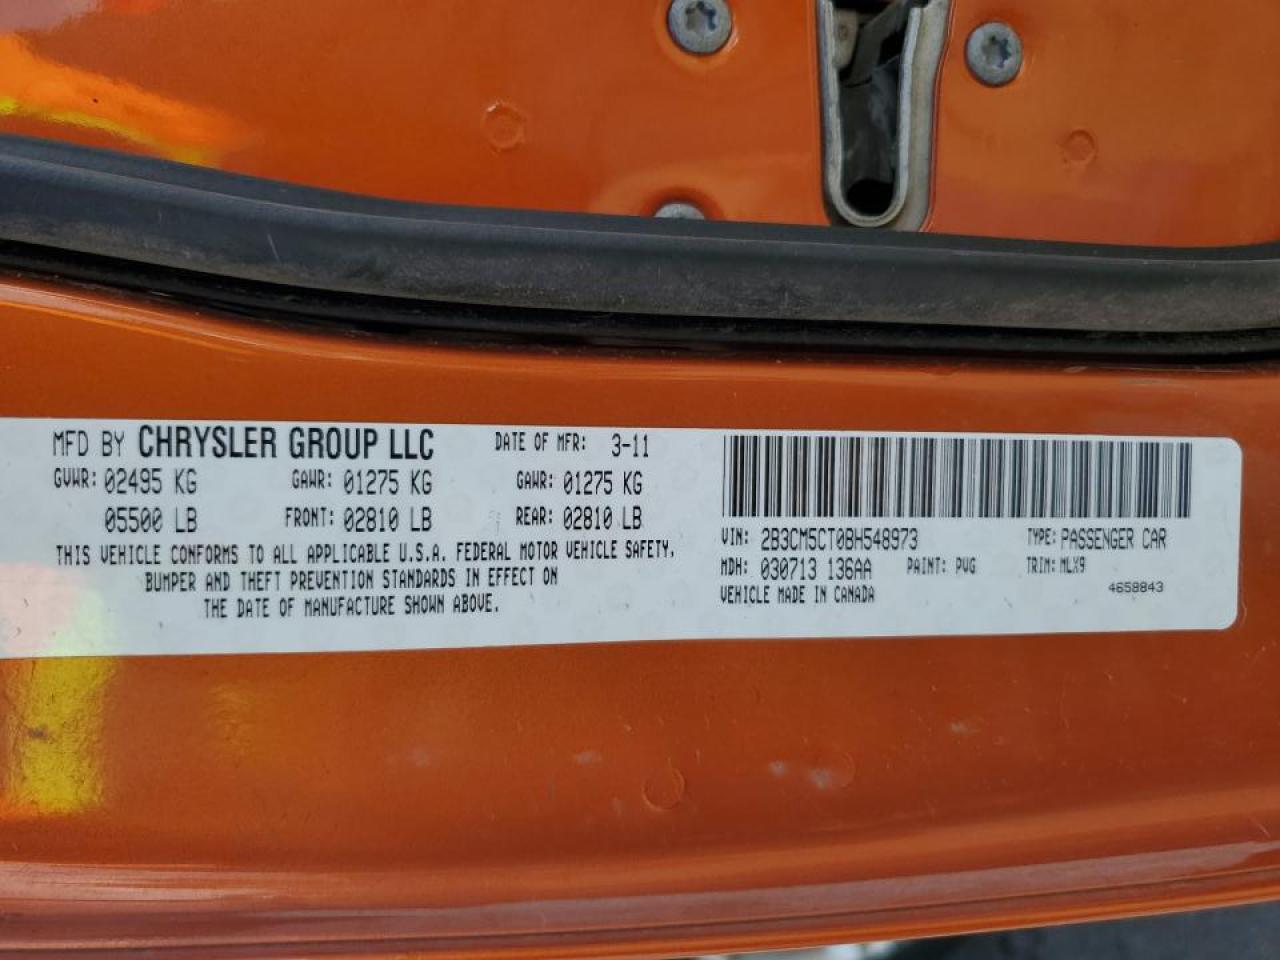 MFD BY CHRYSLER GROUP LLC DATE OF MFR: 3-11
GVWR: 02495 KG GAWR: 01275 KG GAWR: 01275 KG
05500 LB FRONT: 02810 LB REAR: 02810 LB
THIS VEHICLE CONFORMS TO ALL APPLICABLE U.S.A. FEDERAL MOTOR VEHICLE SAFETY,
BUMPER AND THEFT PREVENTION STANDARDS IN EFFECT ON
THE DATE OF MANUFACTURE SHOWN ABOVE.
VIN: 2B3CM5CT0BH548973 TYPE: PASSENGER CAR
MDH: 030713 136AA PAINT: PVG TRIM: MLX9
VEHICLE MADE IN CANADA 4658843